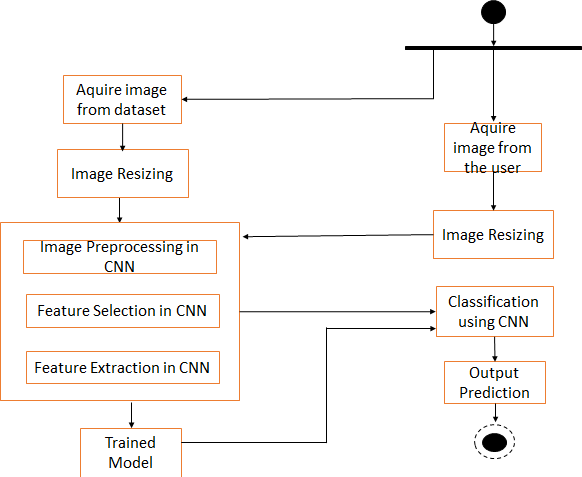 Aquire image
from dataset
Aquire
image from
the user
Image Resizing
Image Resizing
Image Preprocessing in
CNN
Feature Selection in CNN
Classification
using CNN
Feature Extraction in CNN
Output
Prediction
Trained
Model